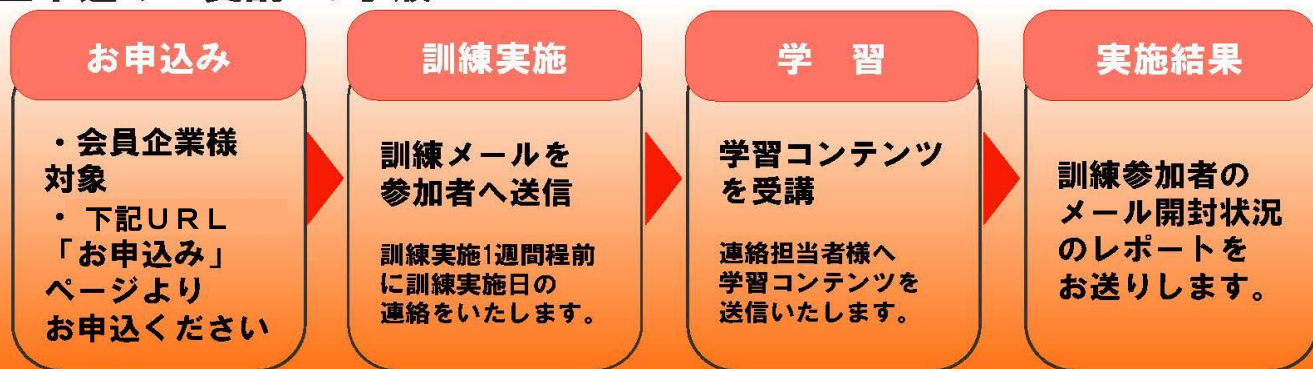 お申込み
・会員企業様
対象
・下記ＵＲＬ
「お申込み」
ページより
お申込ください
訓練実施
訓練メールを
参加者へ送信
訓練実施1週間程前
に訓練実施日の
連絡をいたします。
学　習
学習コンテンツ
を受講
連絡担当者様へ
学習コンテンツを
送信いたします。
実施結果
訓練参加者の
メール開封状況
のレポートを
お送りします。